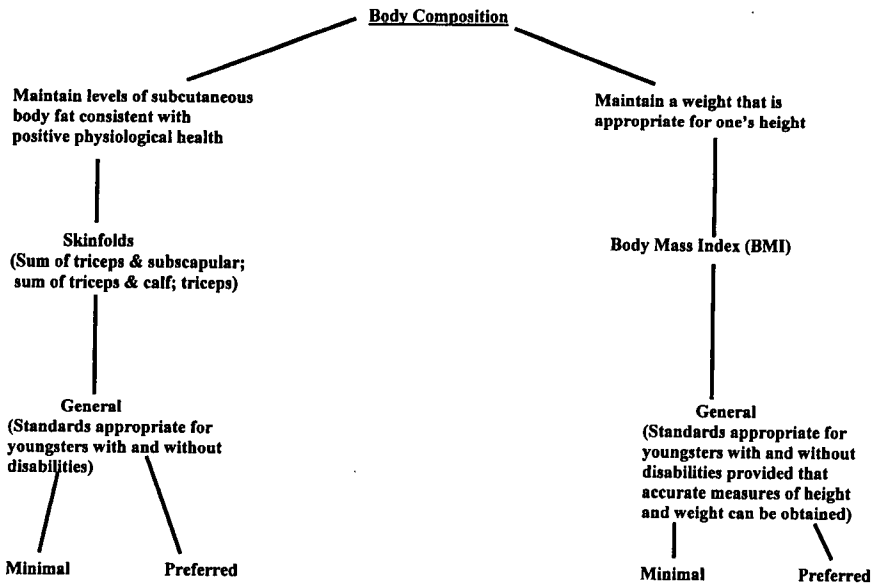 Body Composition
Maintain levels of subcutaneous
body fat consistent with
positive physiological health
Skinfolds
(Sum of triceps & subscapular;
sum of triceps & calf; triceps)
General
(Standards appropriate for
youngsters with and without
disabilities)
Minimal
Preferred
Maintain a weight that is
appropriate for one's height
Body Mass Index (BMI)
General
(Standards appropriate for
youngsters with and without
disabilities provided that
accurate measures of height
and weight can be obtained)
Minimal
Preferred